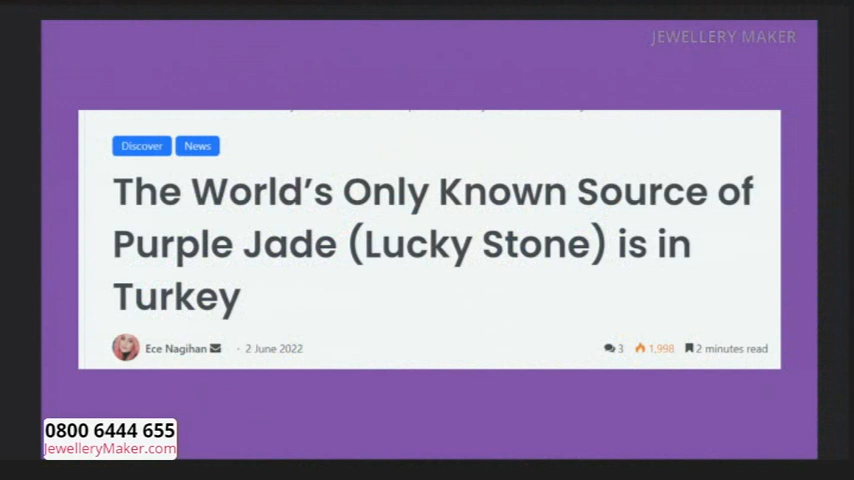 JEWELLERY MAKER
Discover News
The World's Only Known Source of
Purple Jade (Lucky Stone) is in
Turkey
Ece Nagihan - 2 June 2022 3 1,998 2 minutes read
0800 6444 655
JewelleryMaker.com